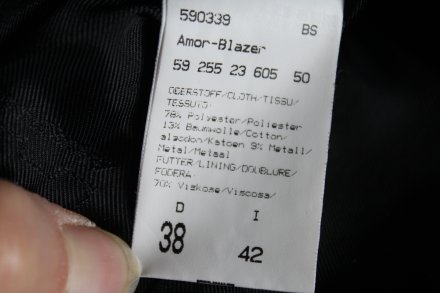 590339 BS
Amor-Blazer
59 255 23 605 50
OBERSTOFF/CLOTH/TISSU/
TESSUTO:
78% Polyester/Poliester
13% Baumwolle/Cotton/
algodon/Katoen 9% Metall/
Metal/Metaal
FUTTER/LINING/DOUBLURE/
FODERA:
70% Viskose/Viscosa/
D I
38 42